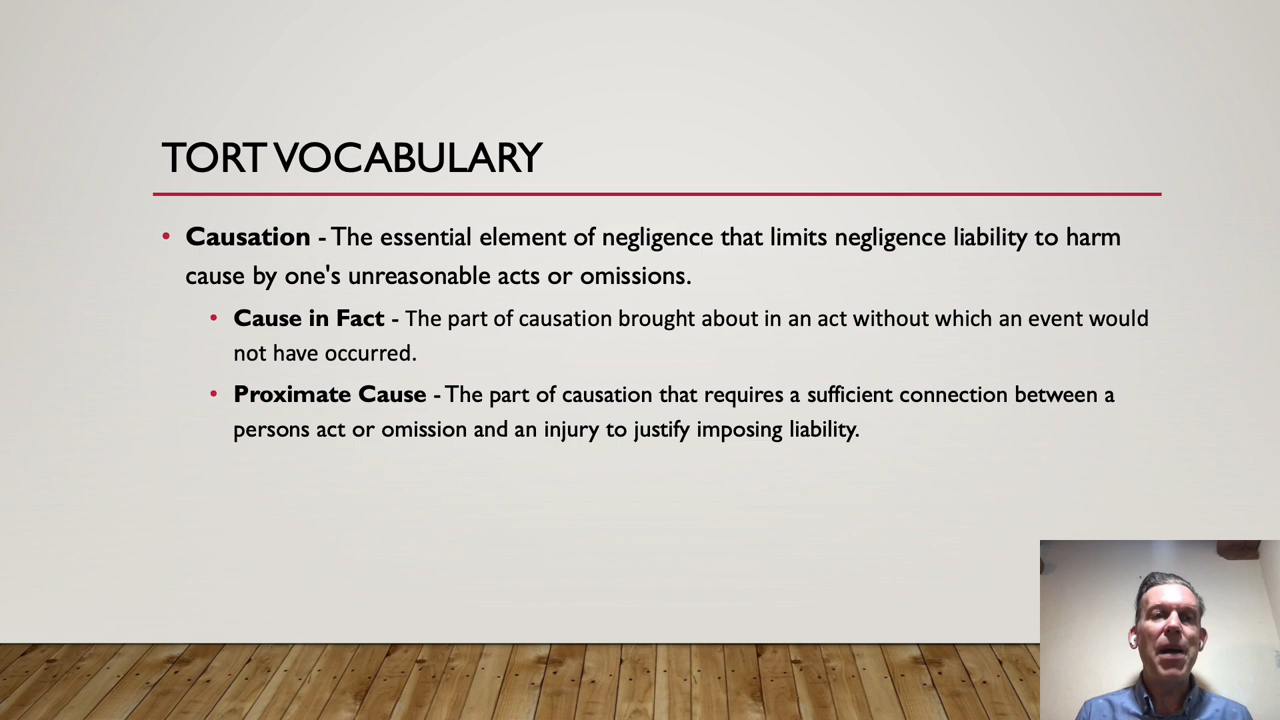 TORT VOCABULARY
• Causation - The essential element of negligence that limits negligence liability to harm
cause by one's unreasonable acts or omissions.
• Cause in Fact - The part of causation brought about in an act without which an event would
not have occurred.
• Proximate Cause - The part of causation that requires a sufficient connection between a
persons act or omission and an injury to justify imposing liability.